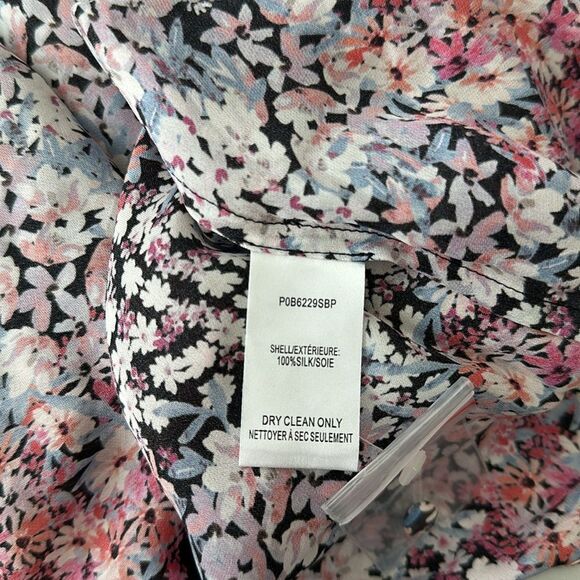 P0B6229SBP
SHELL/EXTÉRIEURE:
100%SILK/SOIE
DRY CLEAN ONLY
NETTOYER À SEC SEULEMENT